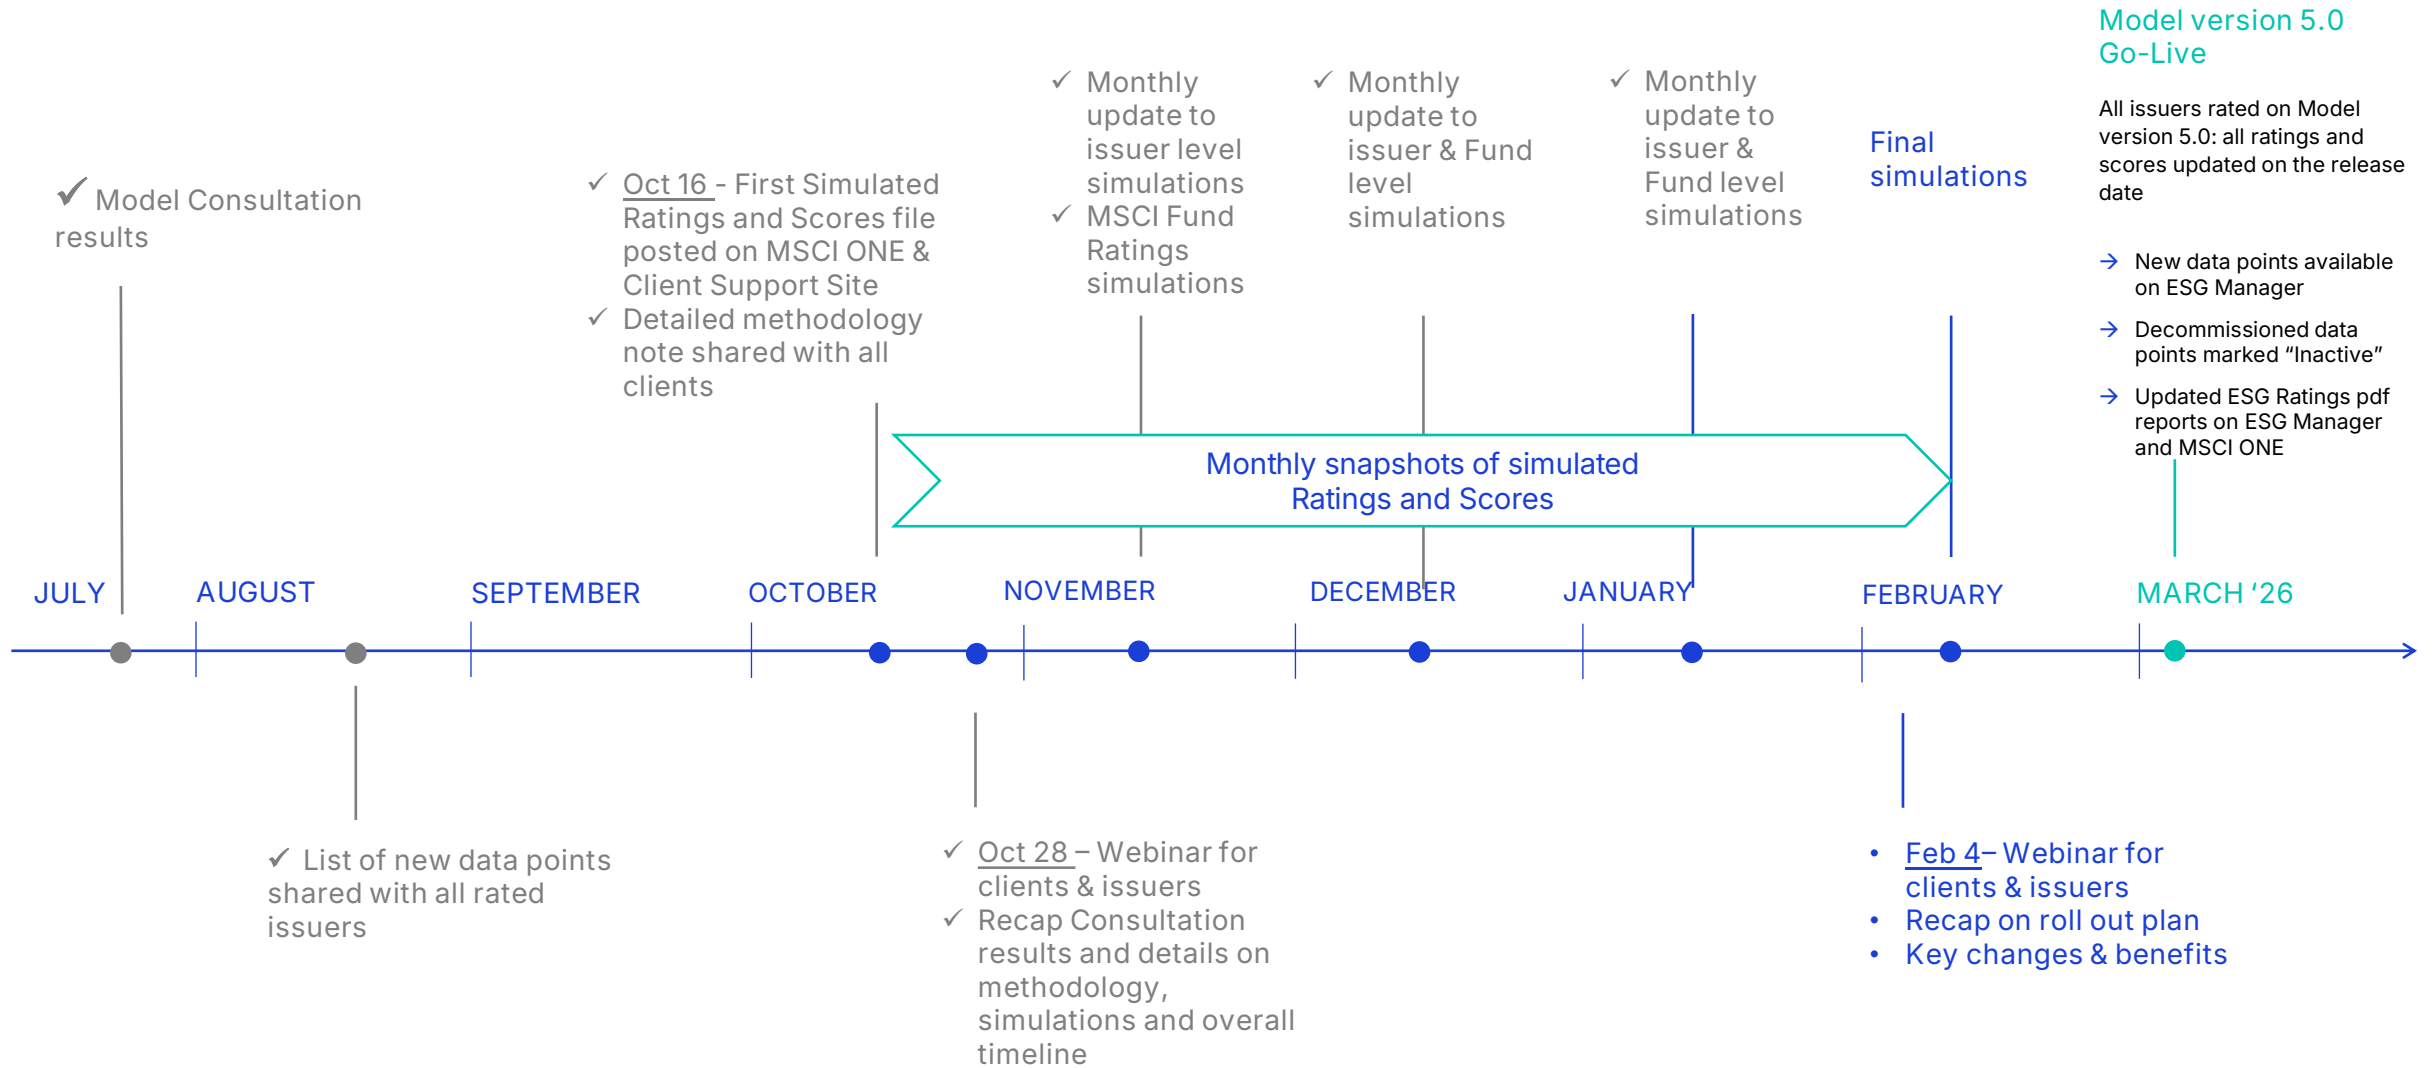 Model version 5.0
Go-Live
All issuers rated on Model
version 5.0: all ratings and
scores updated on the release
date
→ New data points available
on ESG Manager
→ Decommissioned data
points marked “Inactive”
→ Updated ESG Ratings pdf
reports on ESG Manager
and MSCI ONE
✓ Model Consultation
results
✓ Oct 16 - First Simulated
Ratings and Scores file
posted on MSCI ONE &
Client Support Site
✓ Detailed methodology
note shared with all
clients
✓ Monthly
update to
issuer level
simulations
✓ MSCI Fund
Ratings
simulations
✓ Monthly
update to
issuer & Fund
level
simulations
✓ Monthly
update to
issuer &
Fund level
simulations
Final
simulations
Monthly snapshots of simulated
Ratings and Scores
JULY
AUGUST
SEPTEMBER
OCTOBER
NOVEMBER
DECEMBER
JANUARY
FEBRUARY
MARCH ‘26
✓ List of new data points
shared with all rated
issuers
✓ Oct 28 – Webinar for
clients & issuers
✓ Recap Consultation
results and details on
methodology,
simulations and overall
timeline
• Feb 4– Webinar for
clients & issuers
• Recap on roll out plan
• Key changes & benefits